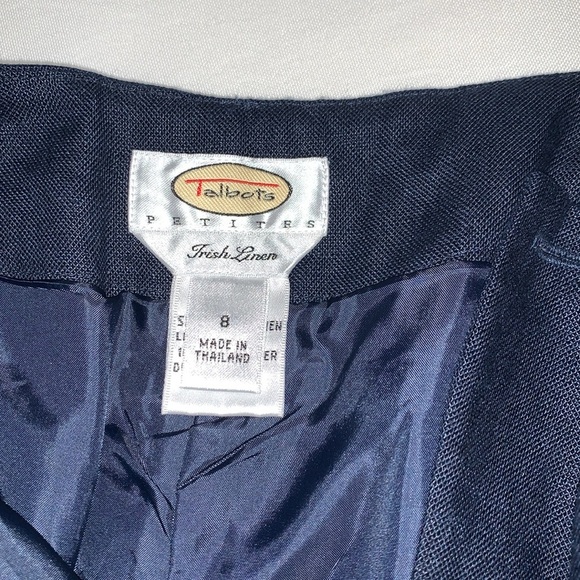 Talbots
PETITES
Irish Linen
8
MADE IN
THAILAND